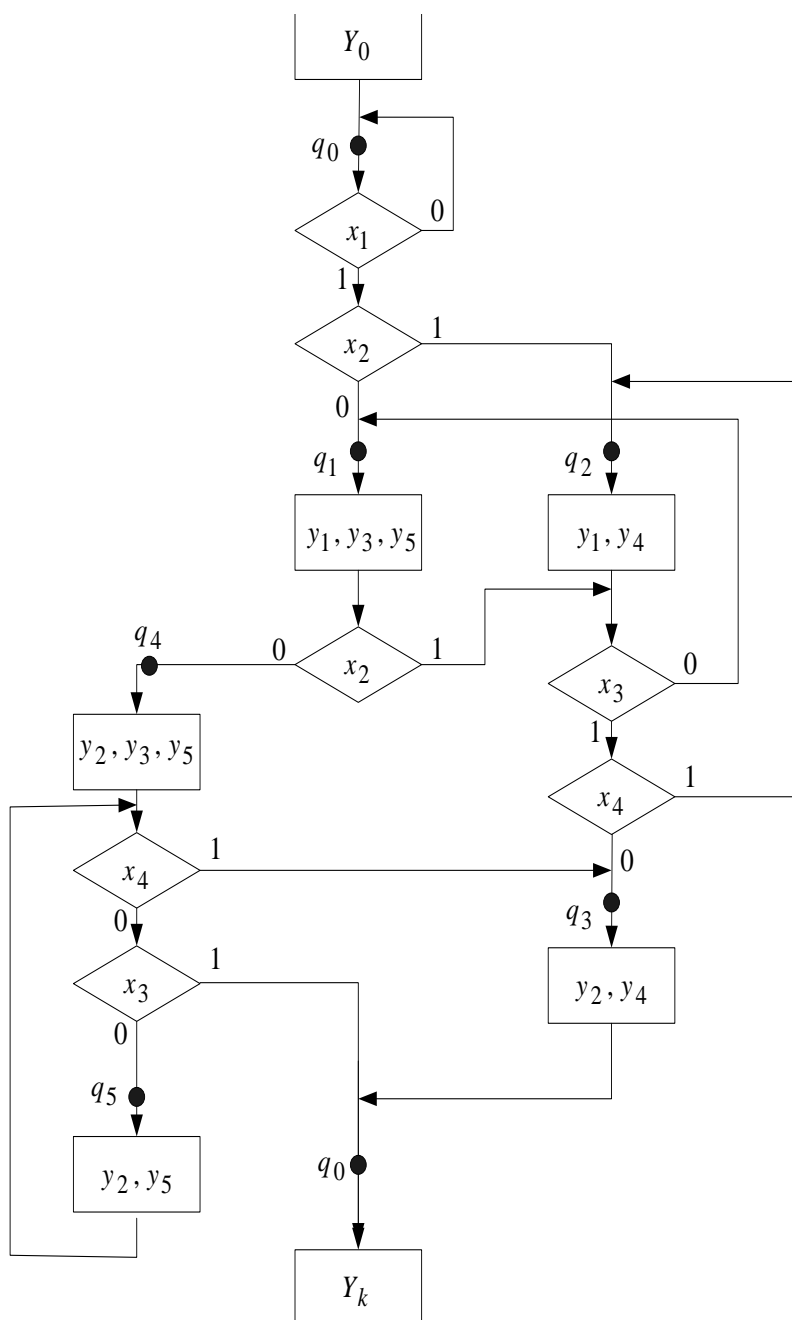 Y0
q0
x1 0
1
x2 1
0
q1 q2
y1, y3, y5 y1, y4
q4 0 x2 1 x3 0
1
y2, y3, y5 x4 1
x4 1 0
0 q3
x3 1 y2, y4
0
q5
q0
y2, y5
Yk